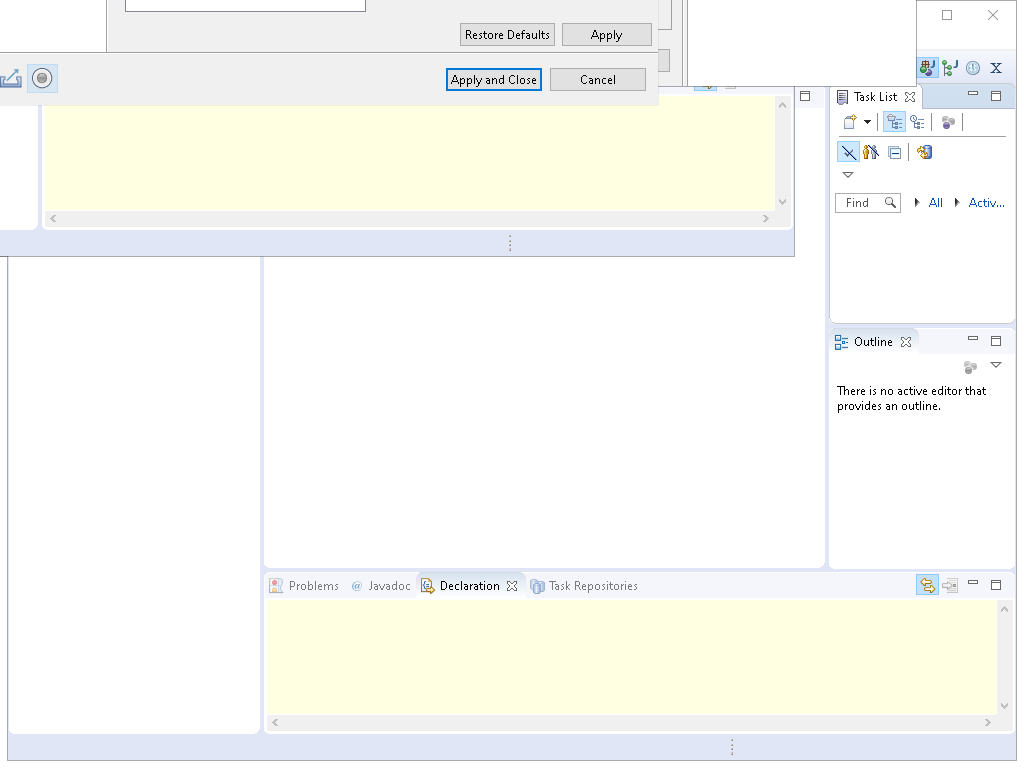 Restore Defaults
Apply
Apply and Close
Cancel
Task List
Find
All
Activ...
Outline
There is no active editor that
provides an outline.
Problems
@ Javadoc
Declaration
Task Repositories